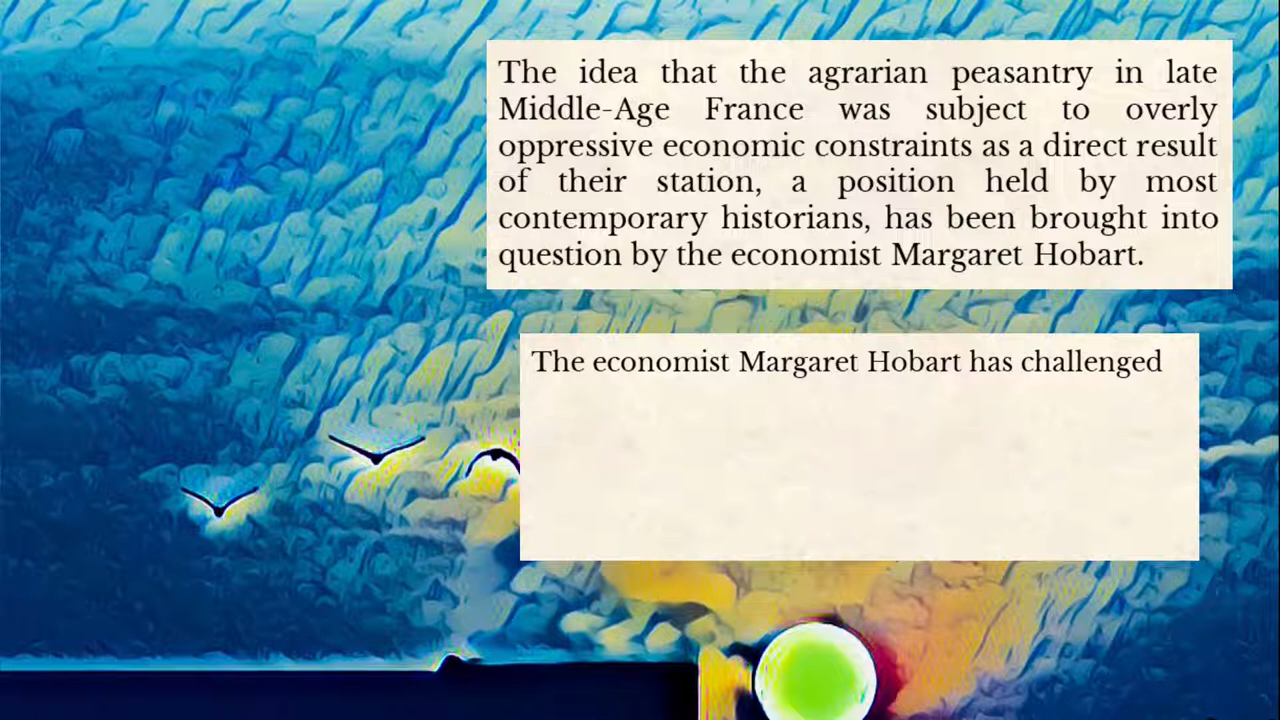 The idea that the agrarian peasantry in late
Middle-Age France was subject to overly
oppressive economic constraints as a direct result
of their station, a position held by most
contemporary historians, has been brought into
question by the economist Margaret Hobart.
The economist Margaret Hobart has challenged